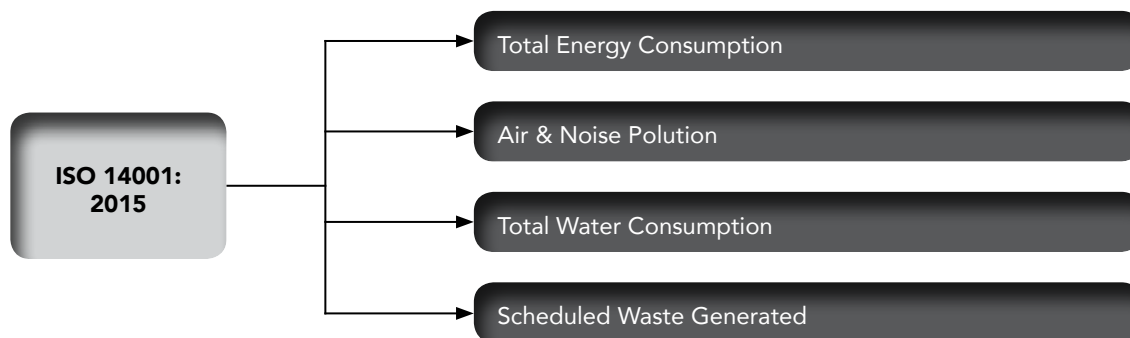 Total Energy Consumption
Air & Noise Polution
ISO 14001:
2015
Total Water Consumption
Scheduled Waste Generated